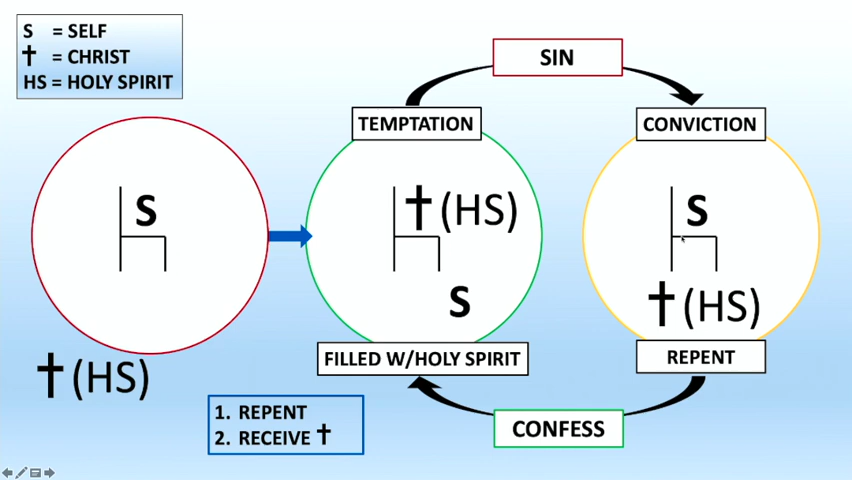 S = SELF
✝ = CHRIST
HS = HOLY SPIRIT
SIN
TEMPTATION
CONVICTION
S
✝(HS)
S
✝(HS)
S
✝(HS)
FILLED W/HOLY SPIRIT
REPENT
1. REPENT
2. RECEIVE ✝
CONFESS